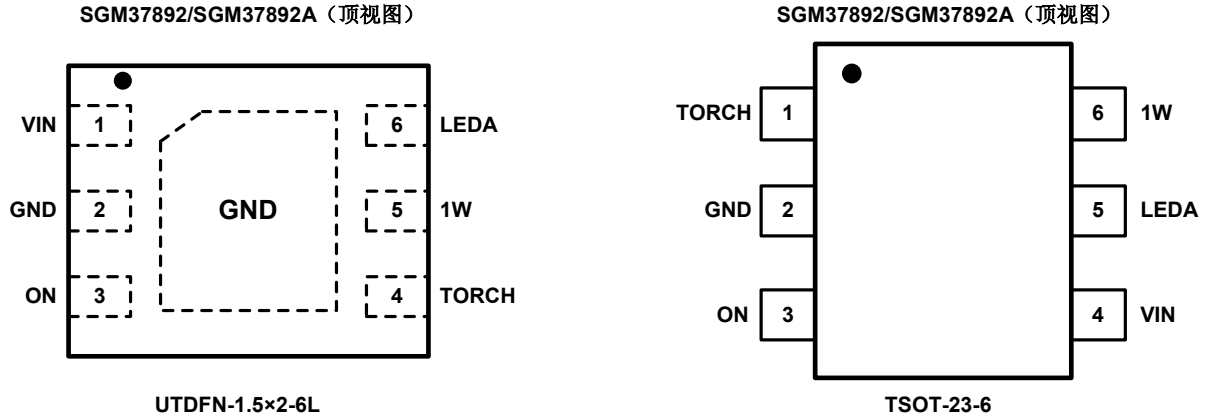 SGM37892/SGM37892A（顶视图）
VIN 1
GND 2
ON 3
GND
6 LEDA
5 1W
4 TORCH
UTDFN-1.5×2-6L
SGM37892/SGM37892A（顶视图）
TORCH 1
GND 2
ON 3
6 1W
5 LEDA
4 VIN
TSOT-23-6